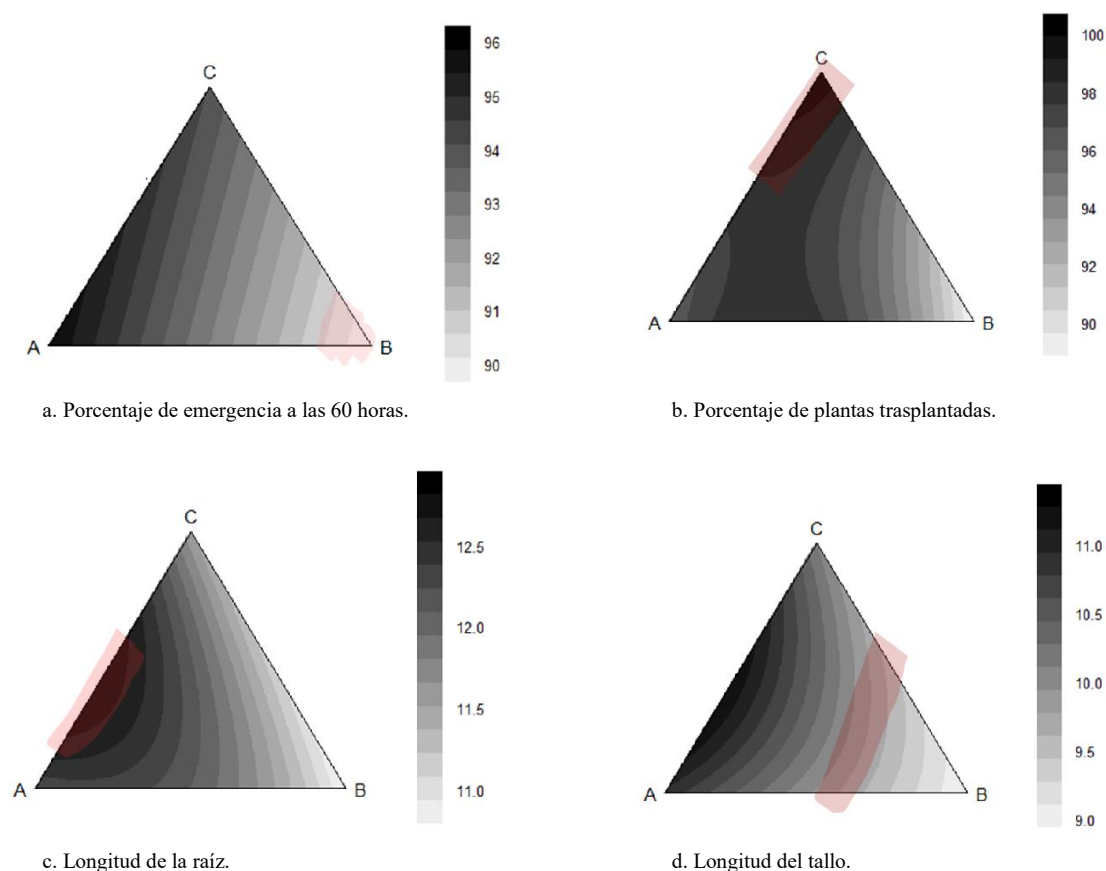 C
A
B
96
95
94
93
92
91
90
a. Porcentaje de emergencia a las 60 horas.
C
A
B
100
98
96
94
92
90
b. Porcentaje de plantas trasplantadas.
C
A
B
12.5
12.0
11.5
11.0
c. Longitud de la raíz.
C
A
B
11.0
10.5
10.0
9.5
9.0
d. Longitud del tallo.